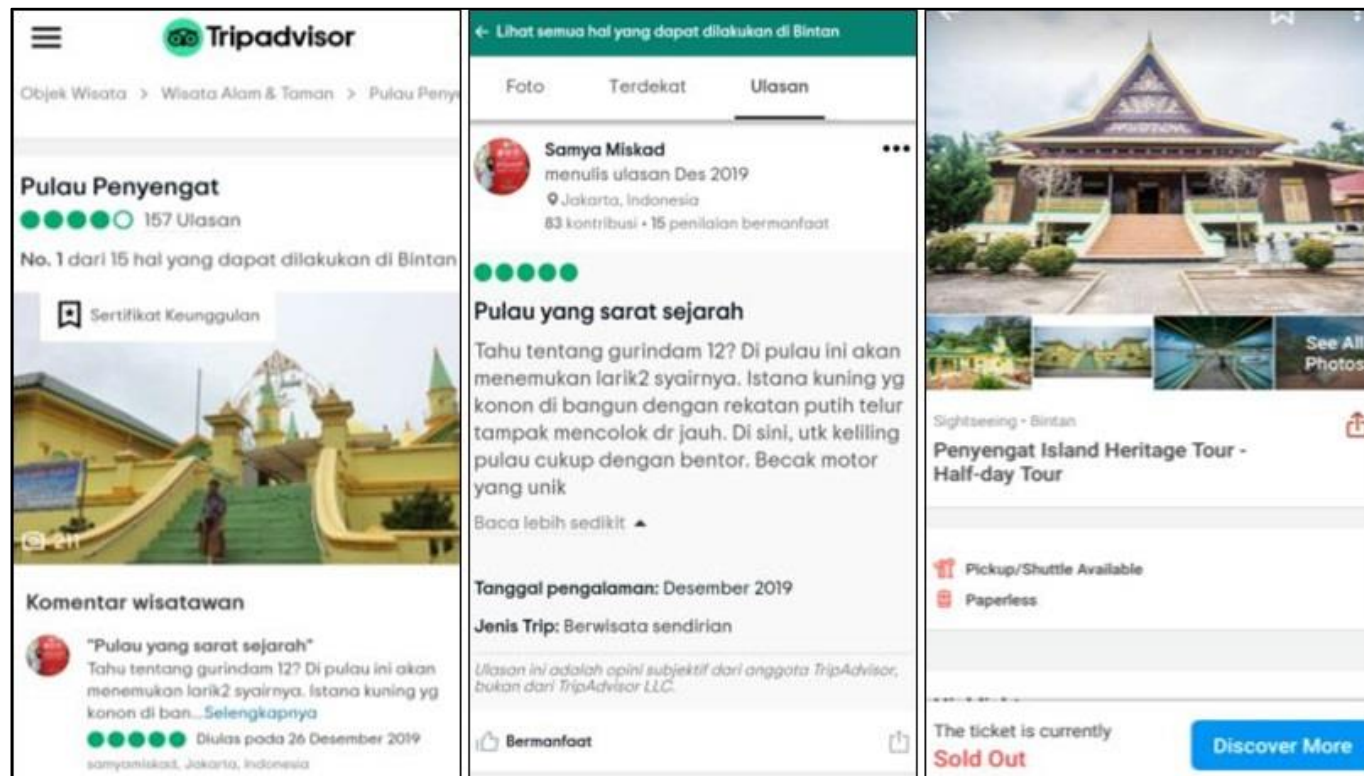 Tripadvisor
Objek Wisata > Wisata Alam & Taman > Pulau Penye
Pulau Penyengat
157 Ulasan
No. 1 dari 15 hal yang dapat dilakukan di Bintan
Sertifikat Keunggulan
211
Komentar wisatawan
"Pulau yang sarat sejarah"
Tahu tentang gurindam 12? Di pulau ini akan
menemukan larik2 syairnya. Istana kuning yg
konon di ban...Selengkapnya
Diulas pada 26 Desember 2019
samyamiskad, Jakarta, Indonesia
← Lihat semua hal yang dapat dilakukan di Bintan
Foto Terdekat Ulasan
Samya Miskad
menulis ulasan Des 2019
Jakarta, Indonesia
83 kontribusi • 15 penilaian bermanfaat
Pulau yang sarat sejarah
Tahu tentang gurindam 12? Di pulau ini akan
menemukan larik2 syairnya. Istana kuning yg
konon di bangun dengan rekatan putih telur
tampak mencolok dr jauh. Di sini, utk keliling
pulau cukup dengan bentor. Becak motor
yang unik
Baca lebih sedikit ▲
Tanggal pengalaman: Desember 2019
Jenis Trip: Berwisata sendirian
Ulasan ini adalah opini subjektif dari anggota TripAdvisor,
bukan dari TripAdvisor LLC.
Bermanfaat
See All
Photos
Sightseeing • Bintan
Penyengat Island Heritage Tour -
Half-day Tour
Pickup/Shuttle Available
Paperless
The ticket is currently
Sold Out
Discover More